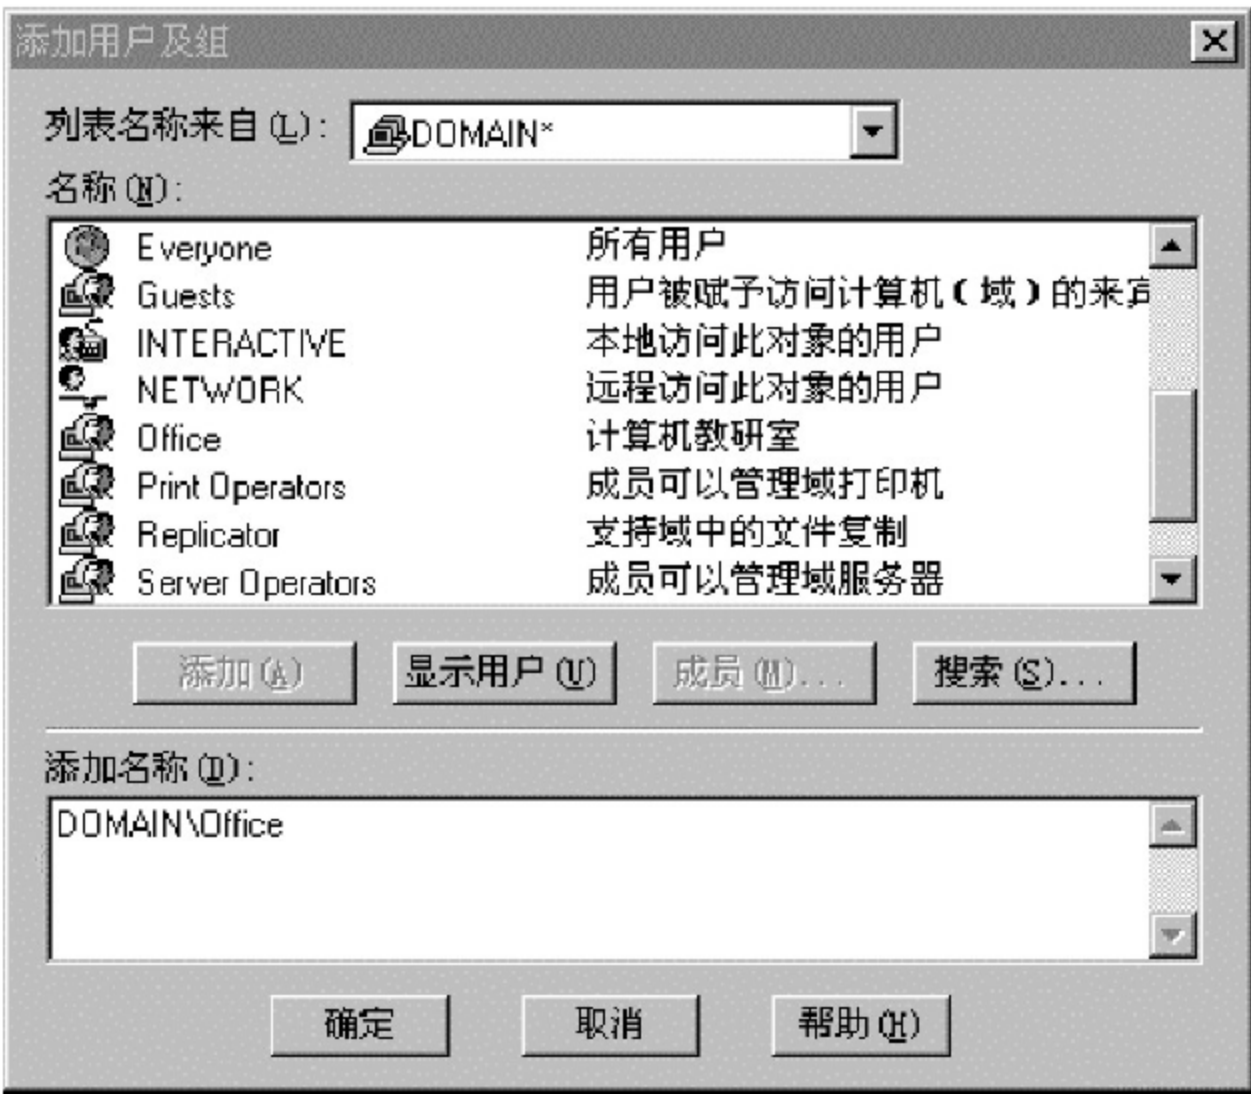 添加用户及组
列表名称来自(L): DOMAIN*
名称(N):
Everyone 所有用户
Guests 用户被赋予访问计算机(域)的来宾
INTERACTIVE 本地访问此对象的用户
NETWORK 远程访问此对象的用户
Office 计算机教研室
Print Operators 成员可以管理域打印机
Replicator 支持域中的文件复制
Server Operators 成员可以管理域服务器
添加(A) 显示用户(U) 成员(M)... 搜索(S)...
添加名称(D):
DOMAIN\Office
确定 取消 帮助(H)